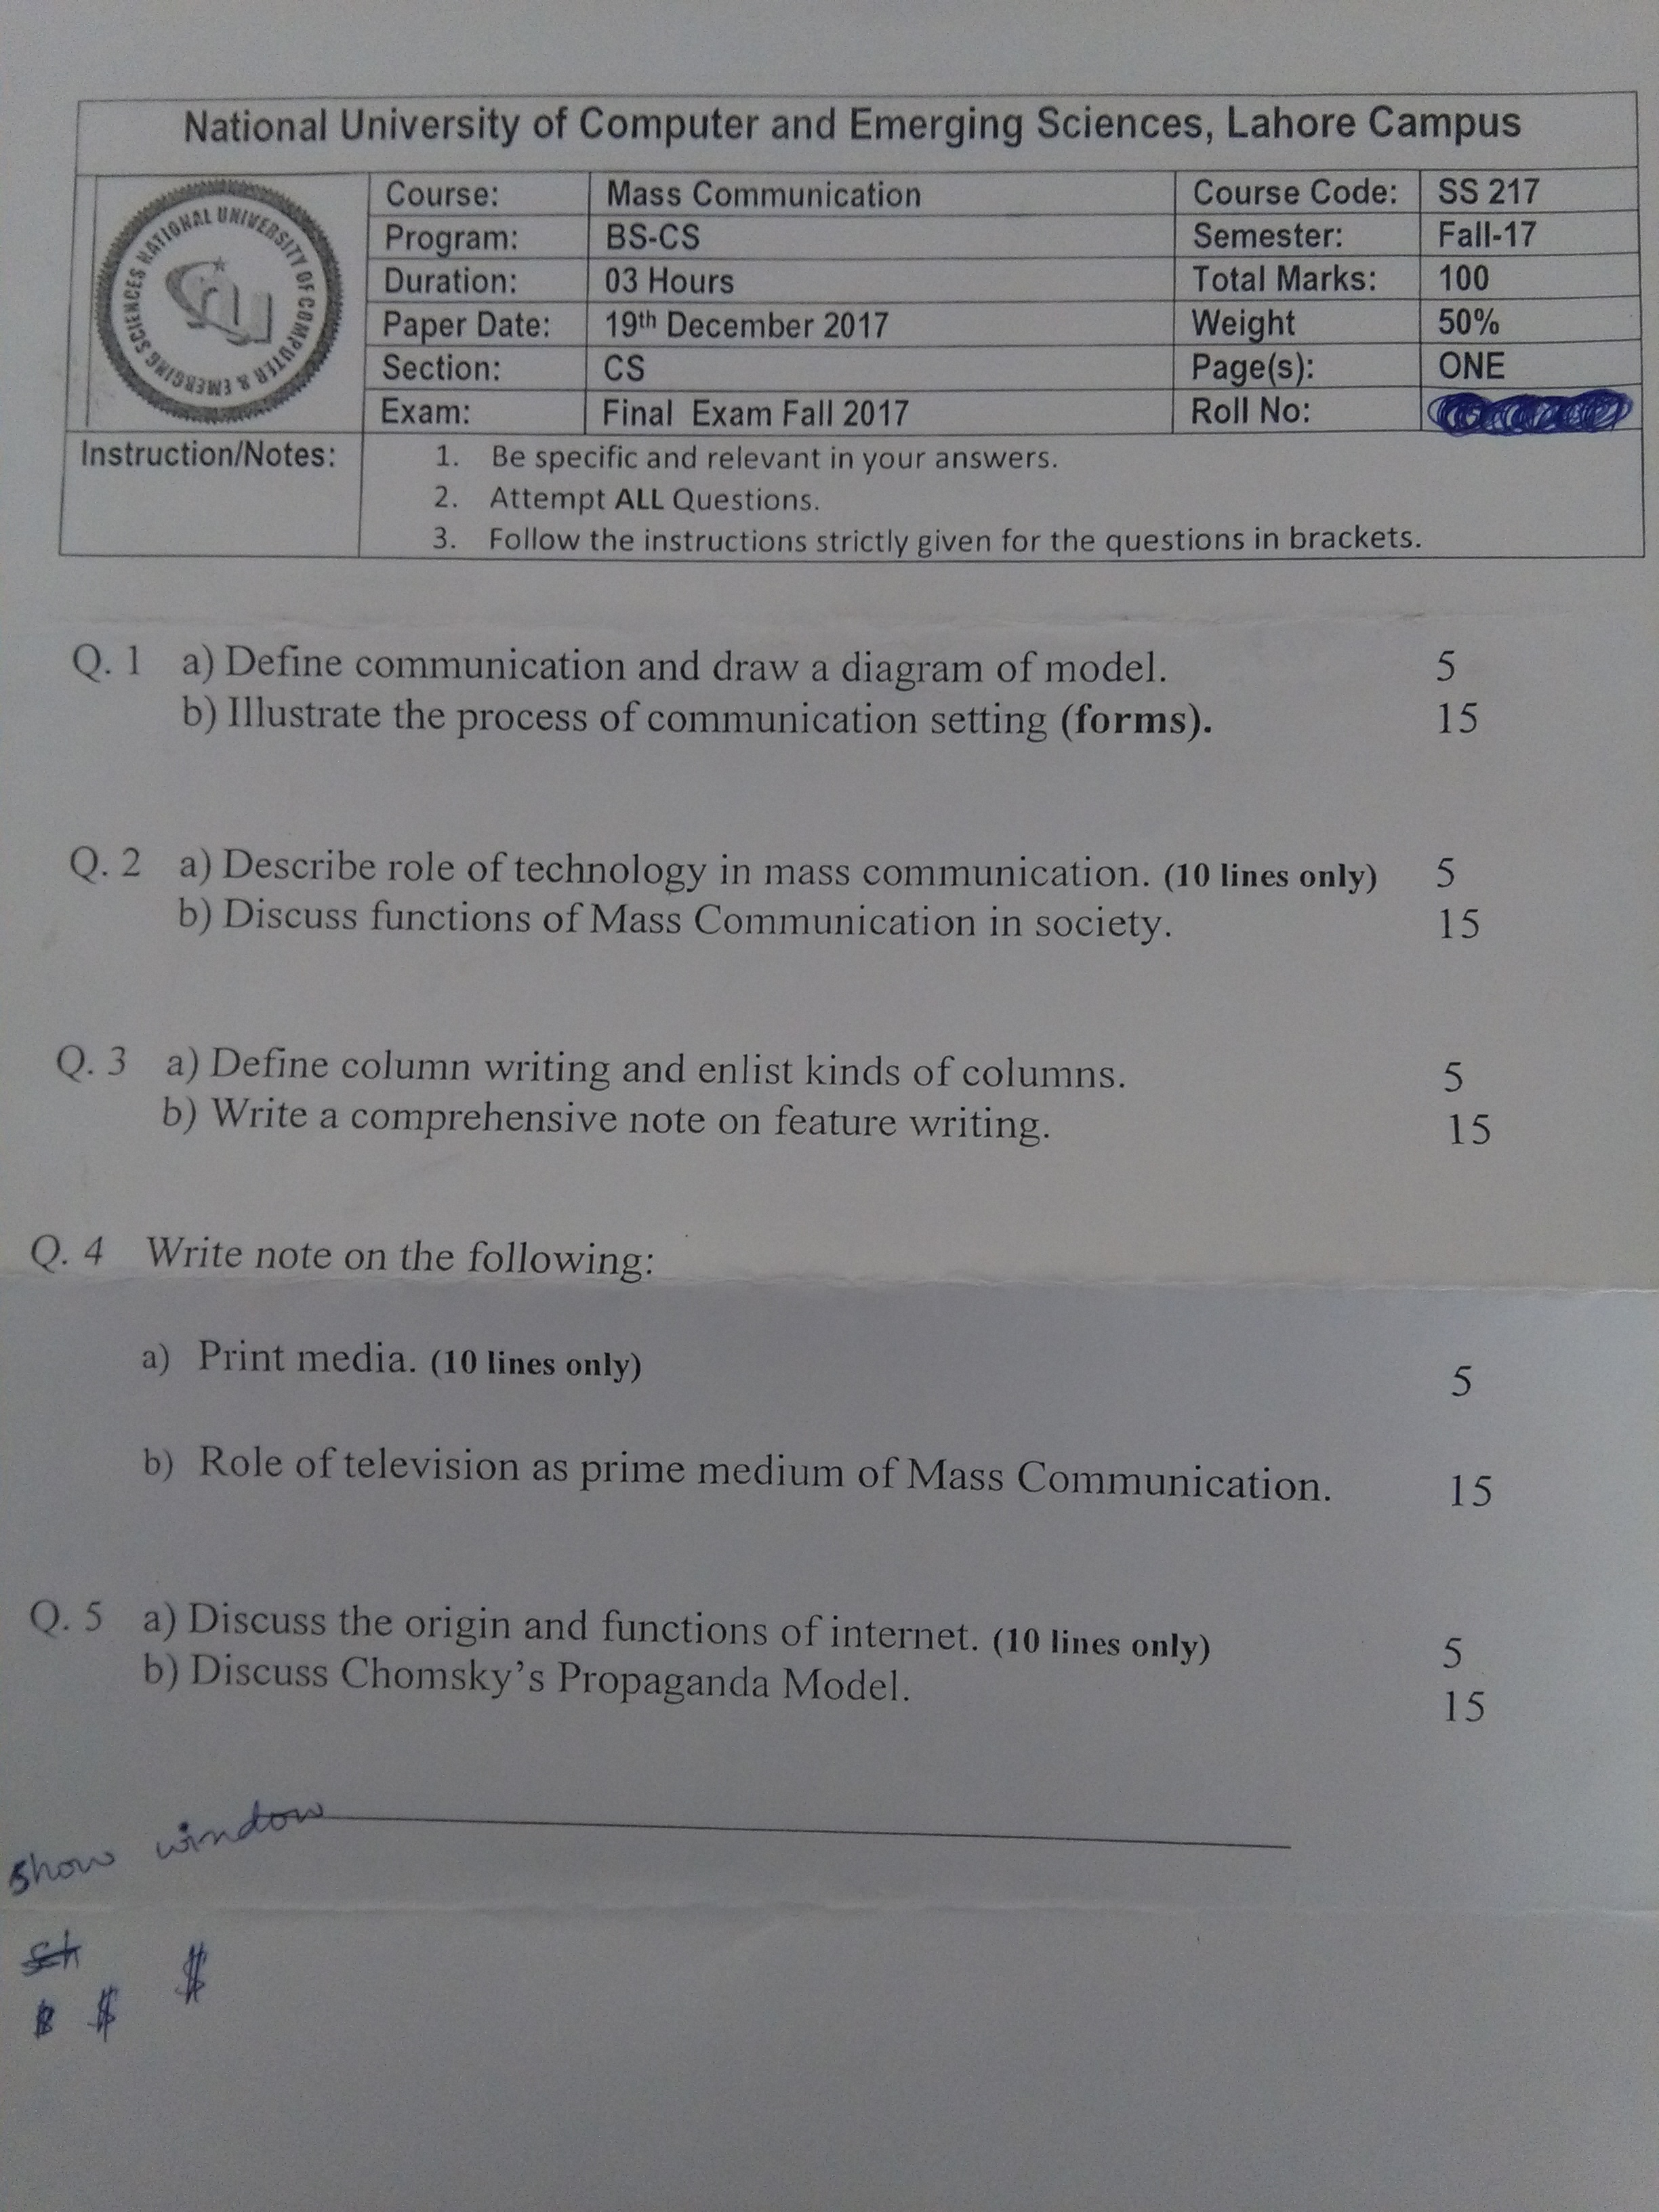 National University of Computer and Emerging Sciences, Lahore Campus
NATIONAL UNIVERSITY OF COMPUTER & EMERGING SCIENCES
Course: Mass Communication Course Code: SS 217
Program: BS-CS Semester: Fall-17
Duration: 03 Hours Total Marks: 100
Paper Date: 19th December 2017 Weight 50%
Section: CS Page(s): ONE
Exam: Final Exam Fall 2017 Roll No:
Instruction/Notes: 1. Be specific and relevant in your answers.
2. Attempt ALL Questions.
3. Follow the instructions strictly given for the questions in brackets.
Q. 1 a) Define communication and draw a diagram of model. 5
b) Illustrate the process of communication setting (forms). 15
Q. 2 a) Describe role of technology in mass communication. (10 lines only) 5
b) Discuss functions of Mass Communication in society. 15
Q. 3 a) Define column writing and enlist kinds of columns. 5
b) Write a comprehensive note on feature writing. 15
Q. 4 Write note on the following:
a) Print media. (10 lines only) 5
b) Role of television as prime medium of Mass Communication. 15
Q. 5 a) Discuss the origin and functions of internet. (10 lines only) 5
b) Discuss Chomsky's Propaganda Model. 15
show window
$
$